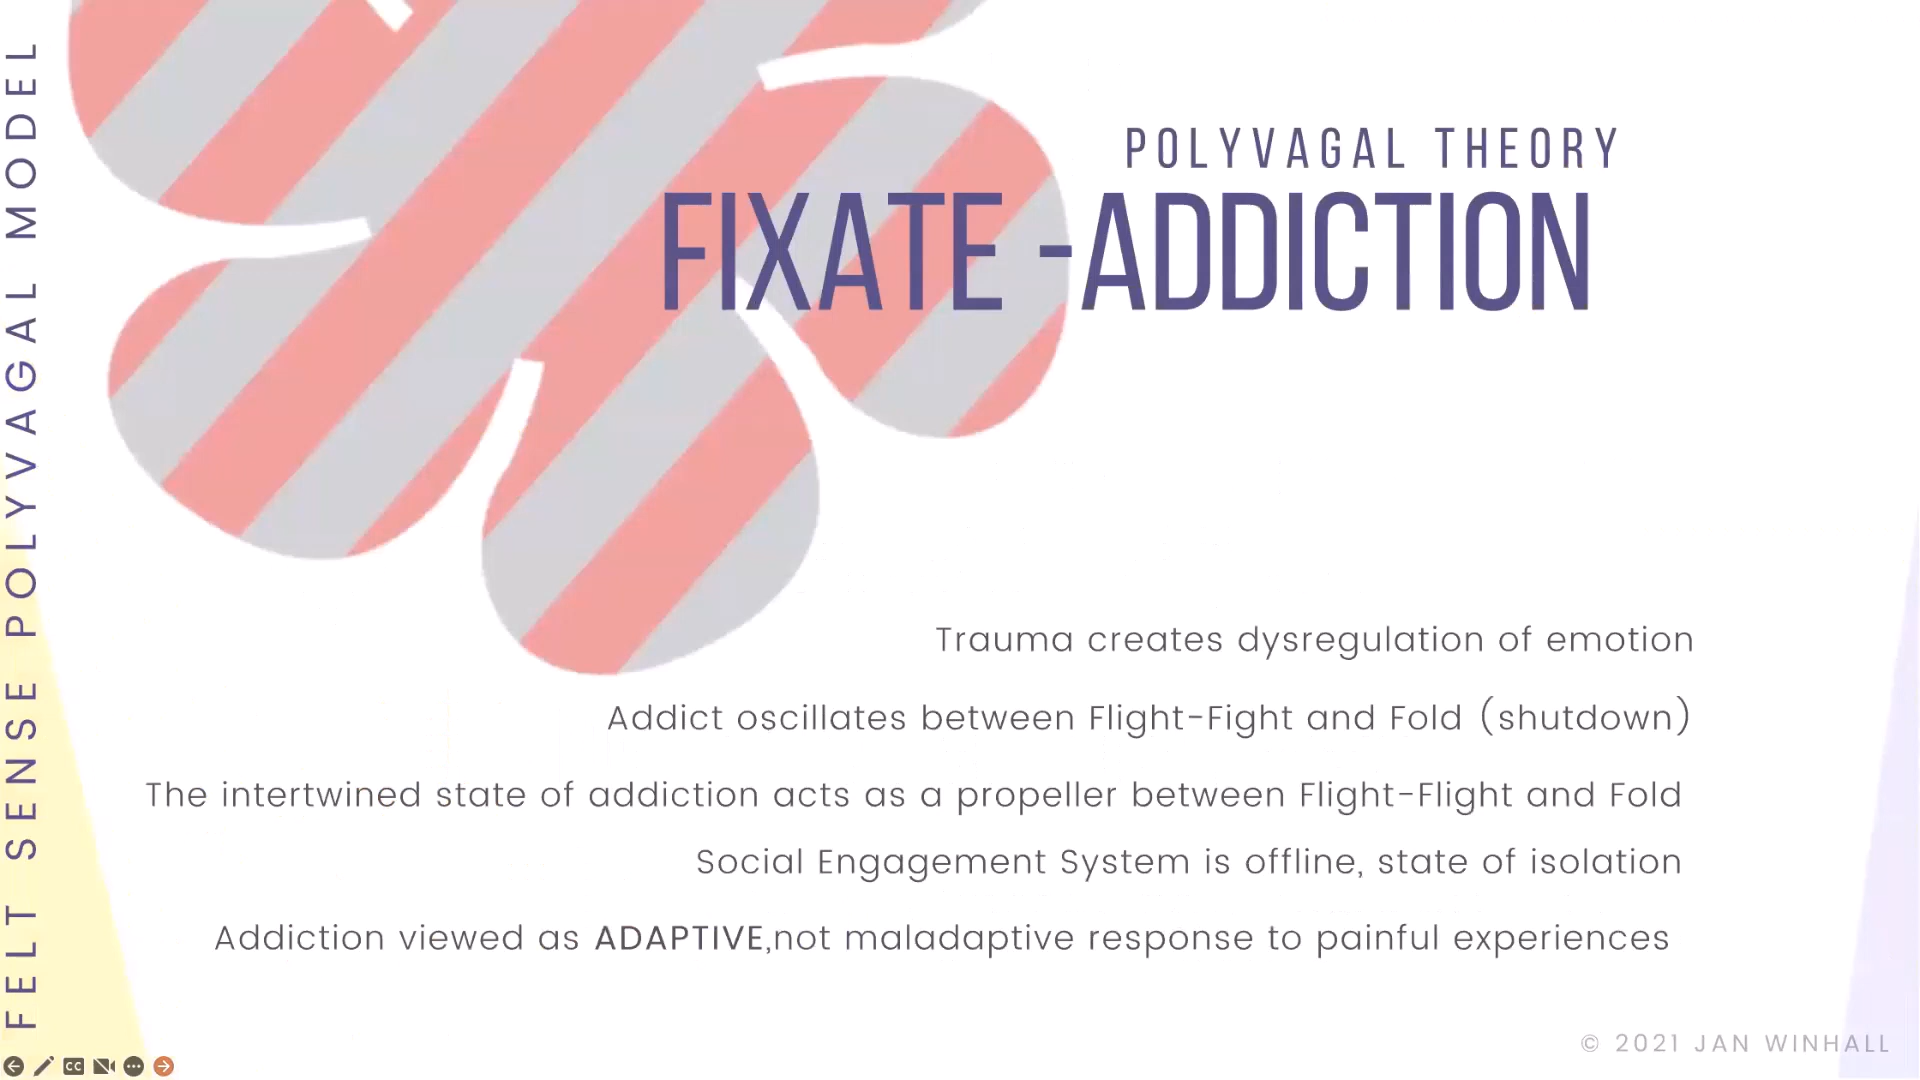 FELT SENSE POLYVAGAL MODEL
POLYVAGAL THEORY
FIXATE -ADDICTION
Trauma creates dysregulation of emotion
Addict oscillates between Flight-Fight and Fold (shutdown)
The intertwined state of addiction acts as a propeller between Flight-Flight and Fold
Social Engagement System is offline, state of isolation
Addiction viewed as ADAPTIVE,not maladaptive response to painful experiences
© 2021 JAN WINHALL
CC